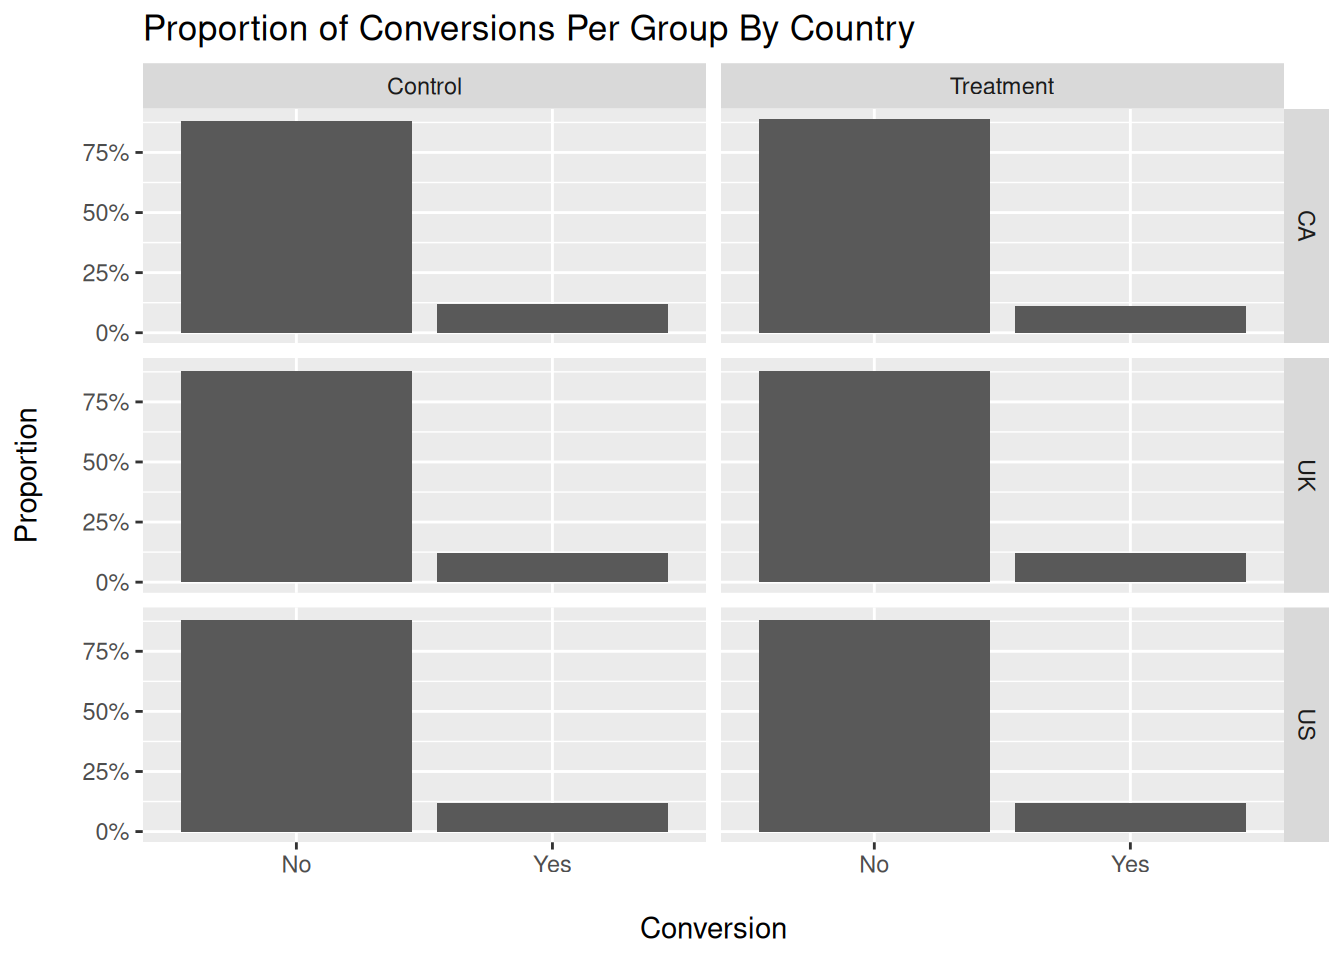 Proportion of Conversions Per Group By Country
Control
Treatment
75%
50%
25%
0%
CA
75%
50%
25%
0%
UK
75%
50%
25%
0%
US
No
Yes
No
Yes
Proportion
Conversion